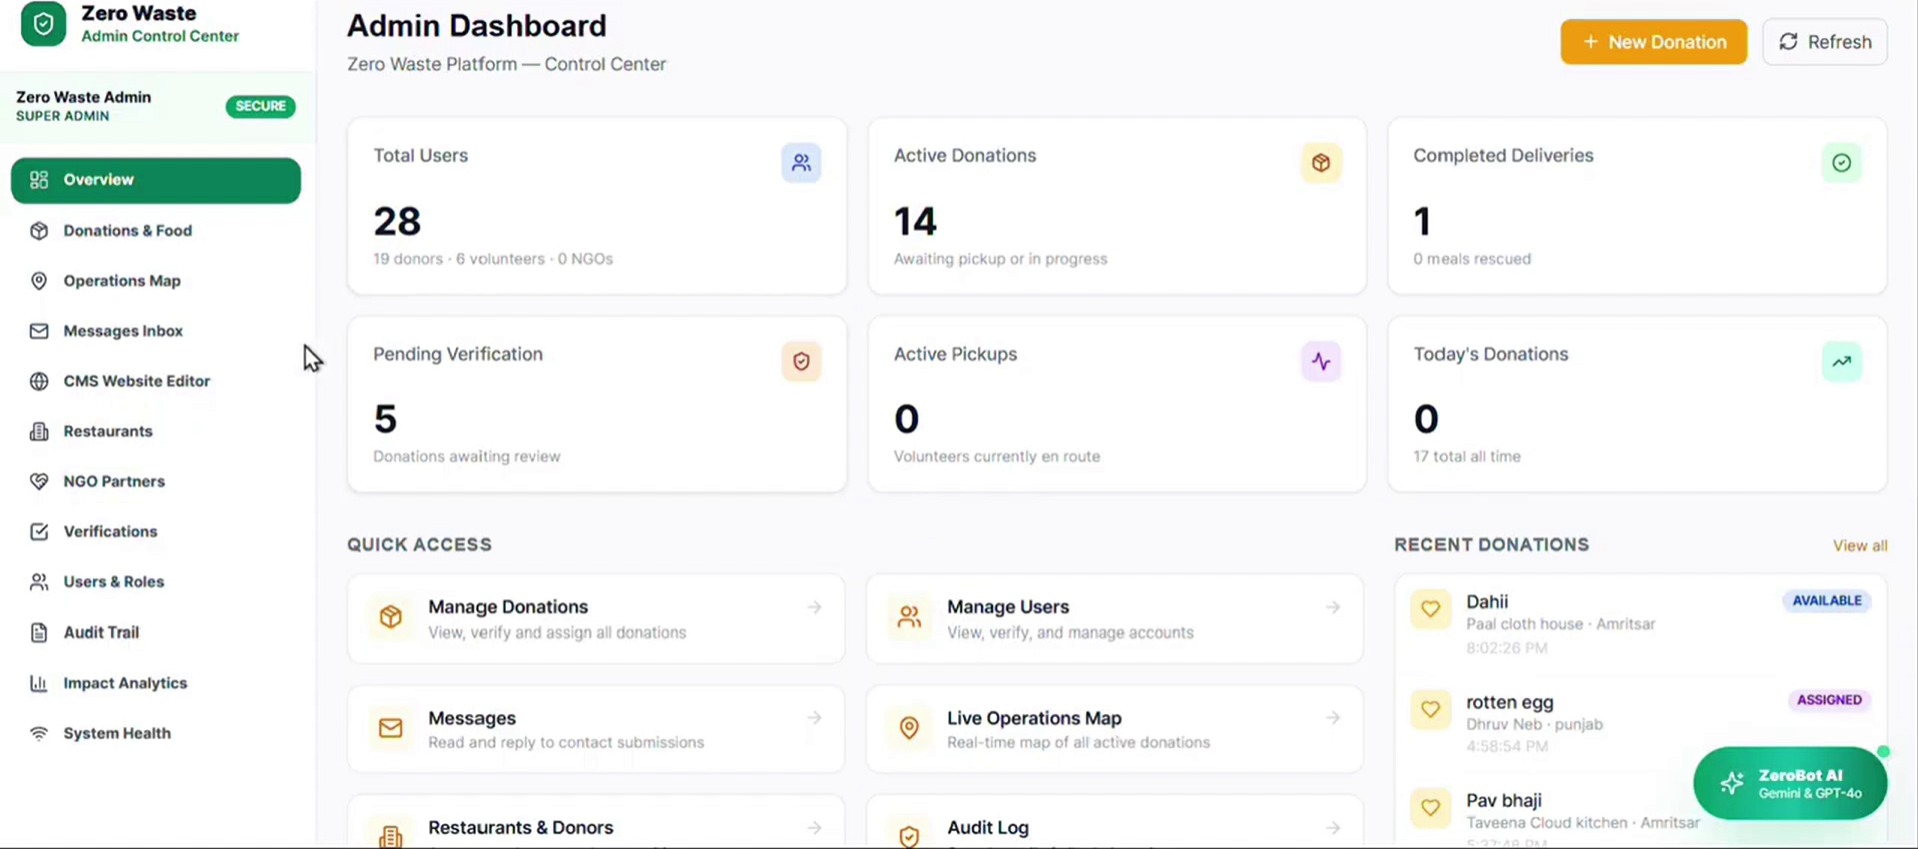 Zero Waste
Admin Control Center
Zero Waste Admin
SUPER ADMIN
SECURE
Overview
Donations & Food
Operations Map
Messages Inbox
CMS Website Editor
Restaurants
NGO Partners
Verifications
Users & Roles
Audit Trail
Impact Analytics
System Health
Admin Dashboard
Zero Waste Platform — Control Center
+ New Donation
Refresh
Total Users
28
19 donors · 6 volunteers · 0 NGOs
Active Donations
14
Awaiting pickup or in progress
Completed Deliveries
1
0 meals rescued
Pending Verification
5
Donations awaiting review
Active Pickups
0
Volunteers currently en route
Today's Donations
0
17 total all time
QUICK ACCESS
Manage Donations
View, verify and assign all donations
Manage Users
View, verify, and manage accounts
Messages
Read and reply to contact submissions
Live Operations Map
Real-time map of all active donations
Restaurants & Donors
Audit Log
RECENT DONATIONS
View all
Dahii
AVAILABLE
Paal cloth house · Amritsar
8:02:26 PM
rotten egg
ASSIGNED
Dhruv Neb · punjab
4:58:54 PM
Pav bhaji
Taveena Cloud kitchen · Amritsar
5:37:48 PM
ZeroBot AI
Gemini & GPT-4o